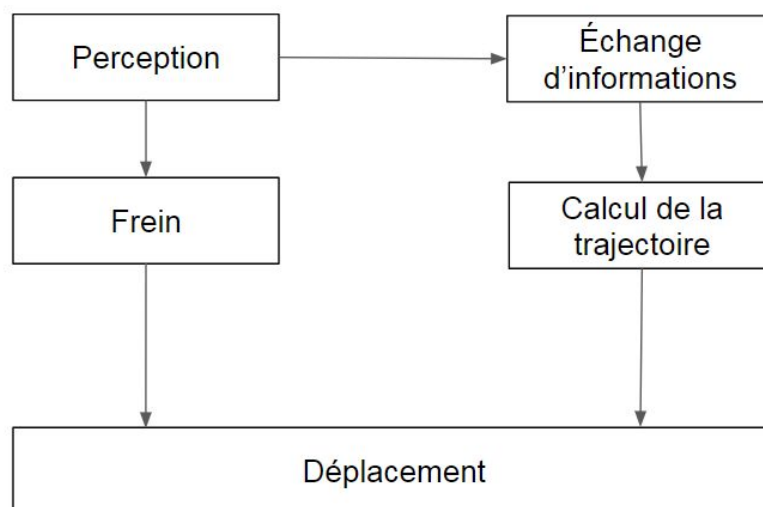 Perception
Échange
d’informations
Frein
Calcul de la
trajectoire
Déplacement